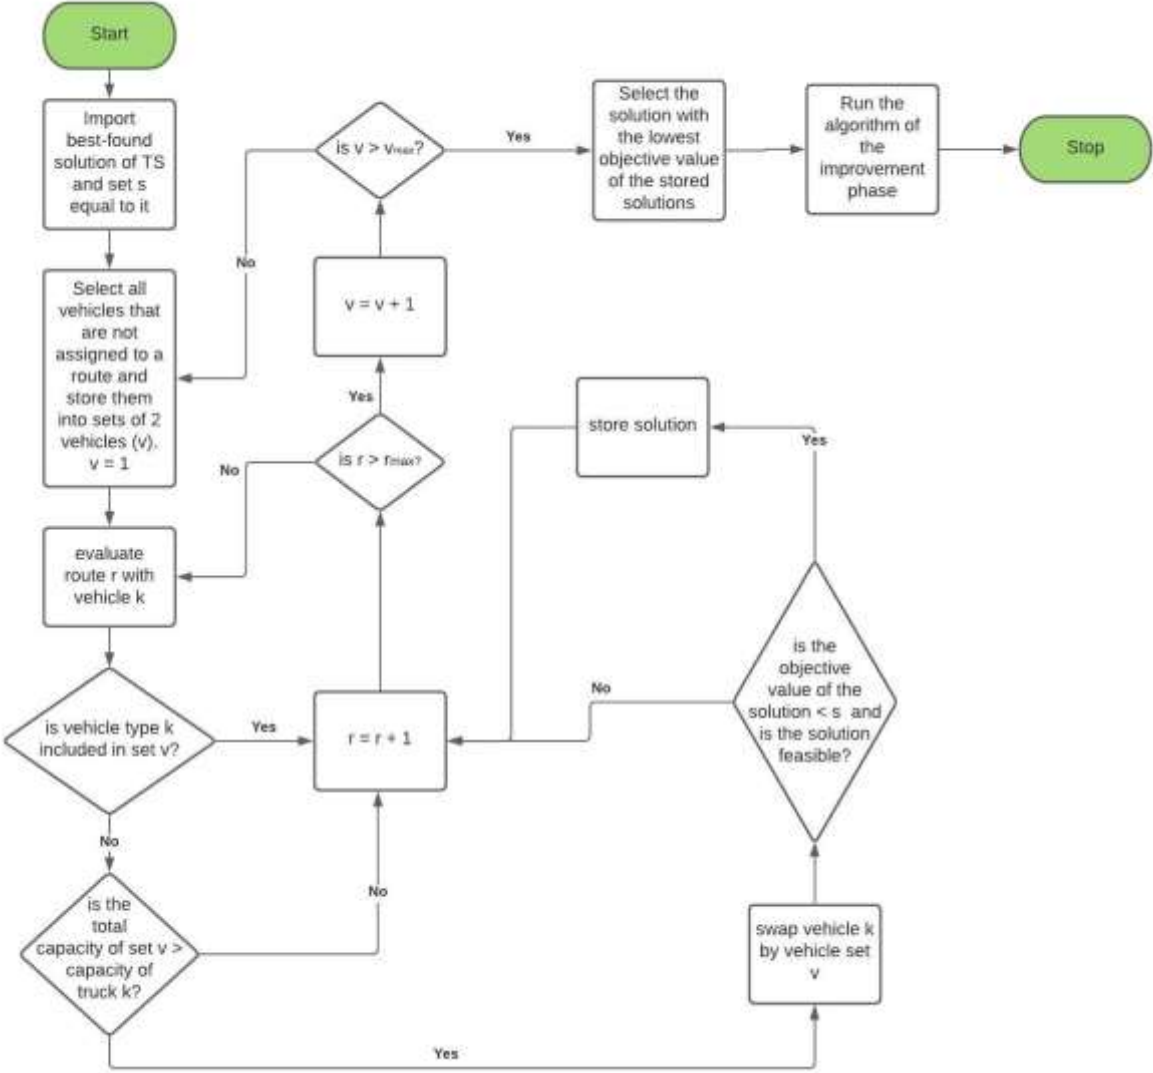 Start
Import
best-found
solution of TS
and set s
equal to it
Select all
vehicles that
are not
assigned to a
route and
store them
into sets of 2
vehicles (v).
v = 1
evaluate
route r with
vehicle k
is vehicle type k
included in set v?
Yes
No
is the
total
capacity of set v >
capacity of
truck k?
No
Yes
r = r + 1
is r > rmax?
No
Yes
v = v + 1
is v > vmax?
No
Yes
Select the
solution with
the lowest
objective value
of the stored
solutions
Run the
algorithm of
the
improvement
phase
Stop
store solution
Yes
is the
objective
value of the
solution < s and
is the solution
feasible?
No
swap vehicle k
by vehicle set
v